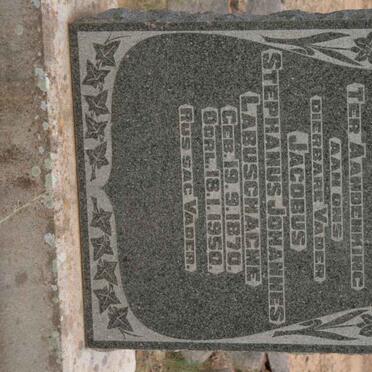 TER AANDENKING
AAN ONS
DIERBARE VADER
JACOBUS
STEPHANUS JOHANNES
LABUSCHACHE
GEB. 19.9.1870
OORL. 18.1.1950
RUS SAG VADER